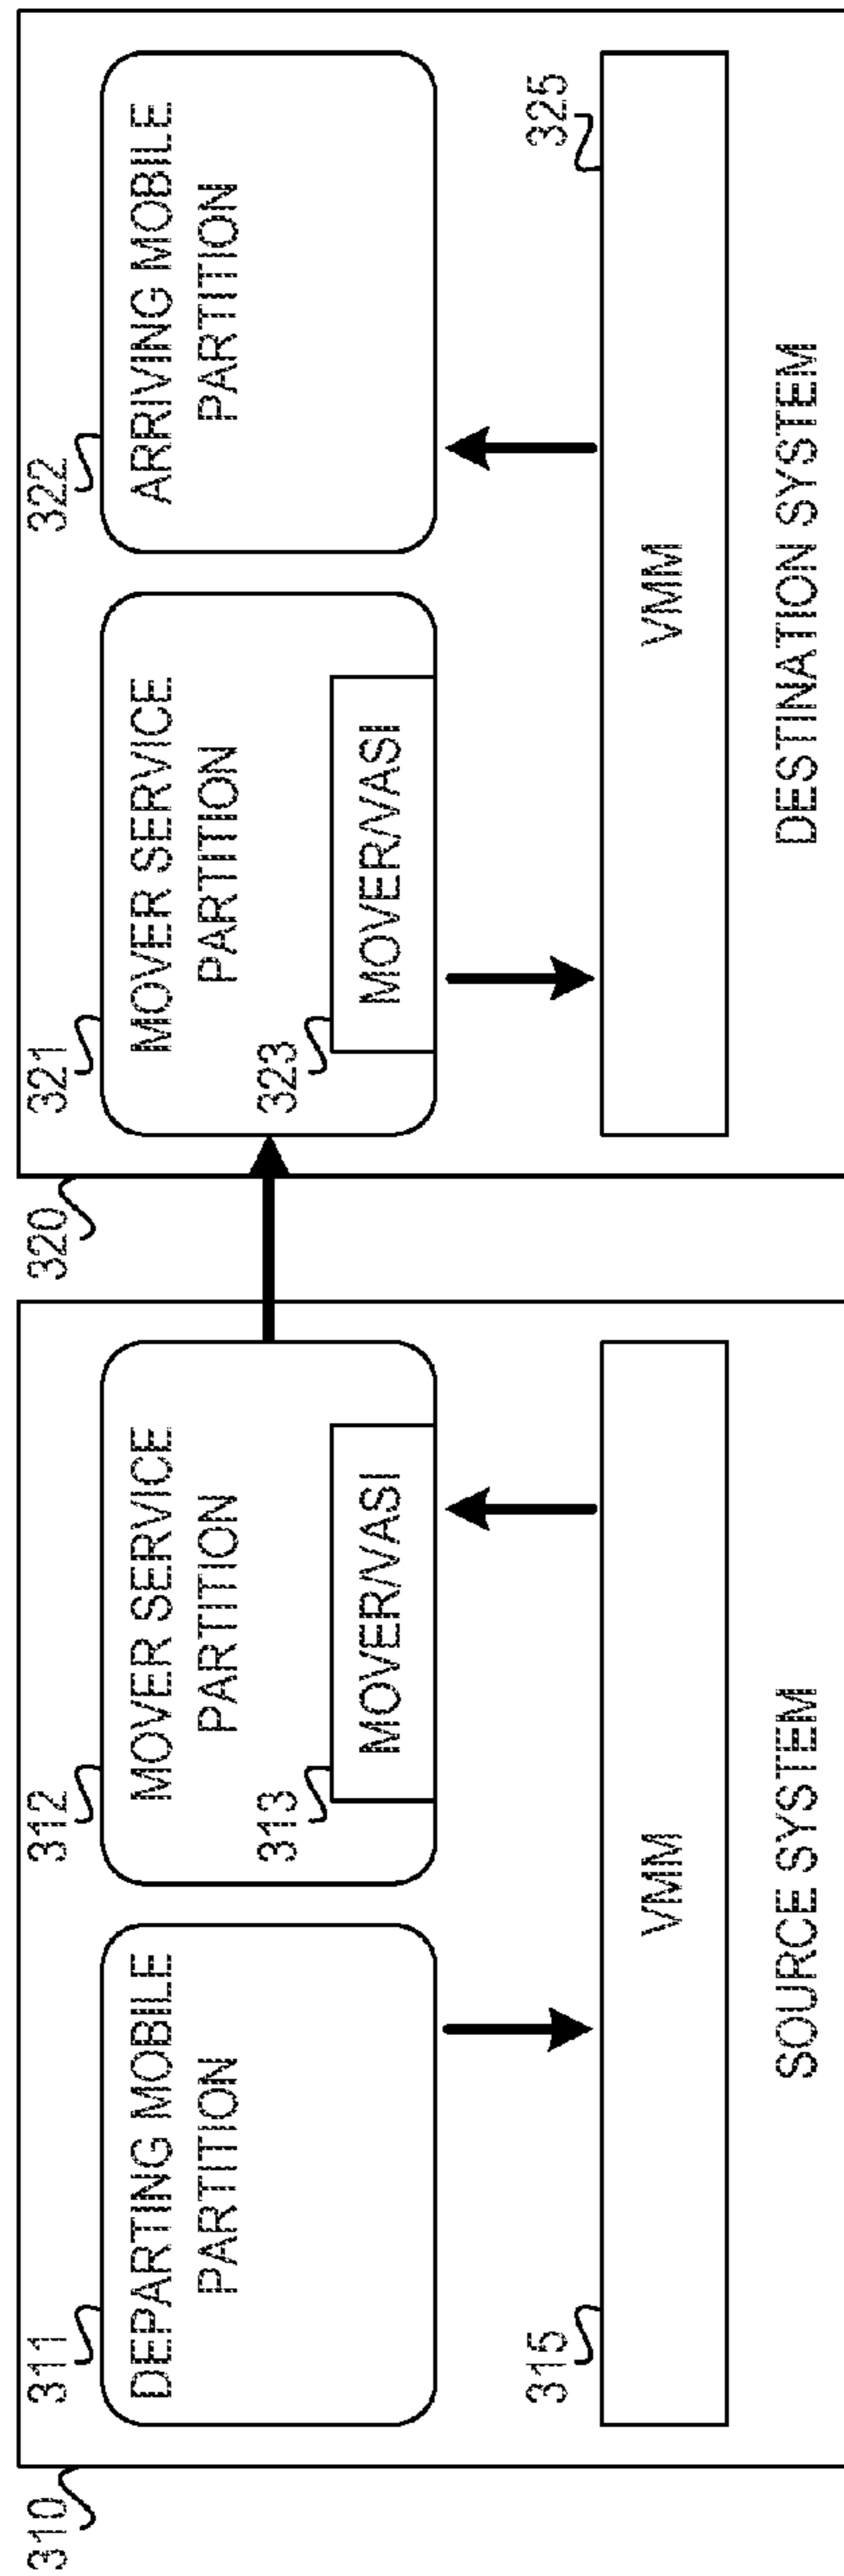 310
311
DEPARTING MOBILE
PARTITION
312
MOVER SERVICE
PARTITION
313
MOVER/VASI
315
VMM
SOURCE SYSTEM
320
321
MOVER SERVICE
PARTITION
323
MOVER/VASI
322
ARRIVING MOBILE
PARTITION
325
VMM
DESTINATION SYSTEM